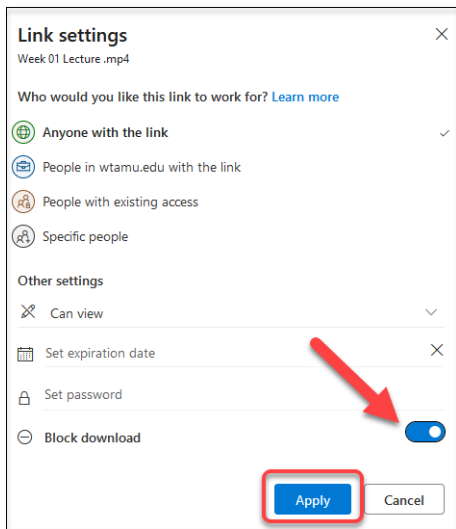 Link settings
Week 01 Lecture .mp4
Who would you like this link to work for? Learn more
Anyone with the link
People in wtamu.edu with the link
People with existing access
Specific people
Other settings
Can view
Set expiration date
Set password
Block download
Apply Cancel